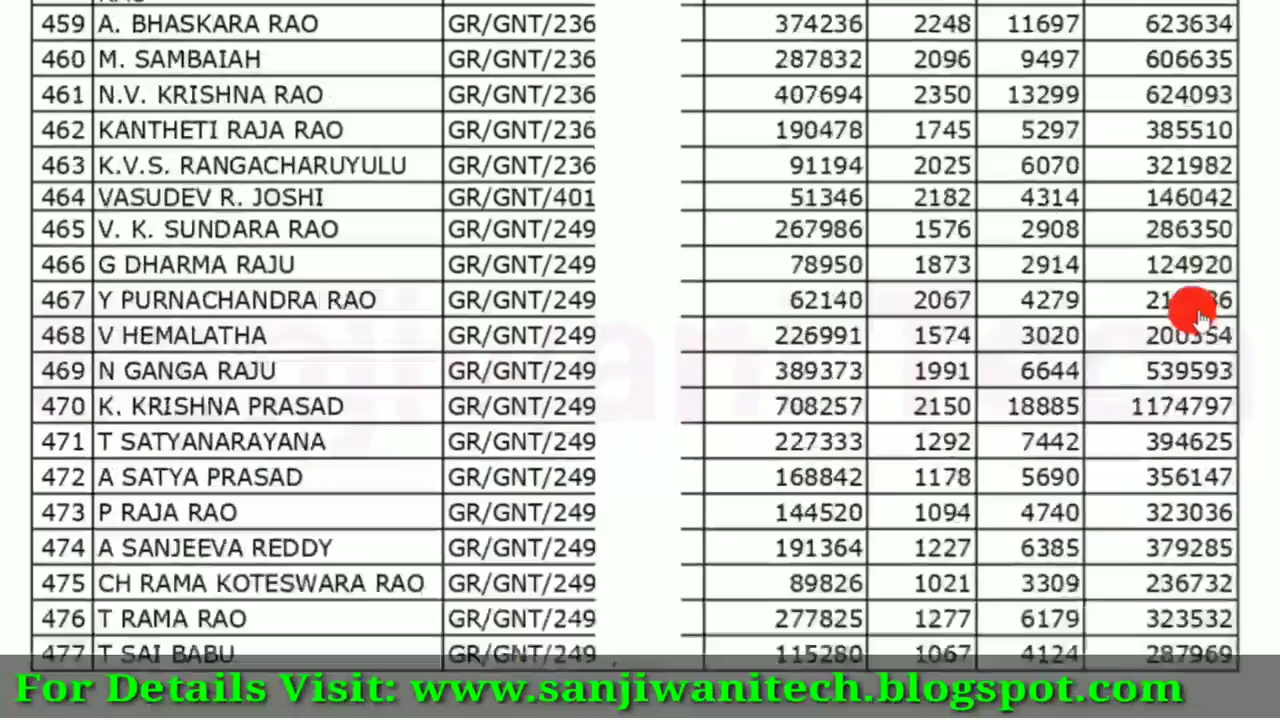 459 A. BHASKARA RAO GR/GNT/236 374236 2248 11697 623634
460 M. SAMBAIAH GR/GNT/236 287832 2096 9497 606635
461 N.V. KRISHNA RAO GR/GNT/236 407694 2350 13299 624093
462 KANTHETI RAJA RAO GR/GNT/236 190478 1745 5297 385510
463 K.V.S. RANGACHARUYULU GR/GNT/236 91194 2025 6070 321982
464 VASUDEV R. JOSHI GR/GNT/401 51346 2182 4314 146042
465 V. K. SUNDARA RAO GR/GNT/249 267986 1576 2908 286350
466 G DHARMA RAJU GR/GNT/249 78950 1873 2914 124920
467 Y PURNACHANDRA RAO GR/GNT/249 62140 2067 4279
468 V HEMALATHA GR/GNT/249 226991 1574 3020 200354
469 N GANGA RAJU GR/GNT/249 389373 1991 6644 539593
470 K. KRISHNA PRASAD GR/GNT/249 708257 2150 18885 1174797
471 T SATYANARAYANA GR/GNT/249 227333 1292 7442 394625
472 A SATYA PRASAD GR/GNT/249 168842 1178 5690 356147
473 P RAJA RAO GR/GNT/249 144520 1094 4740 323036
474 A SANJEEVA REDDY GR/GNT/249 191364 1227 6385 379285
475 CH RAMA KOTESWARA RAO GR/GNT/249 89826 1021 3309 236732
476 T RAMA RAO GR/GNT/249 277825 1277 6179 323532
477 T SAI BABU GR/GNT/249 115280 1067 4124 287969
For Details Visit: www.sanjiwanitech.blogspot.com